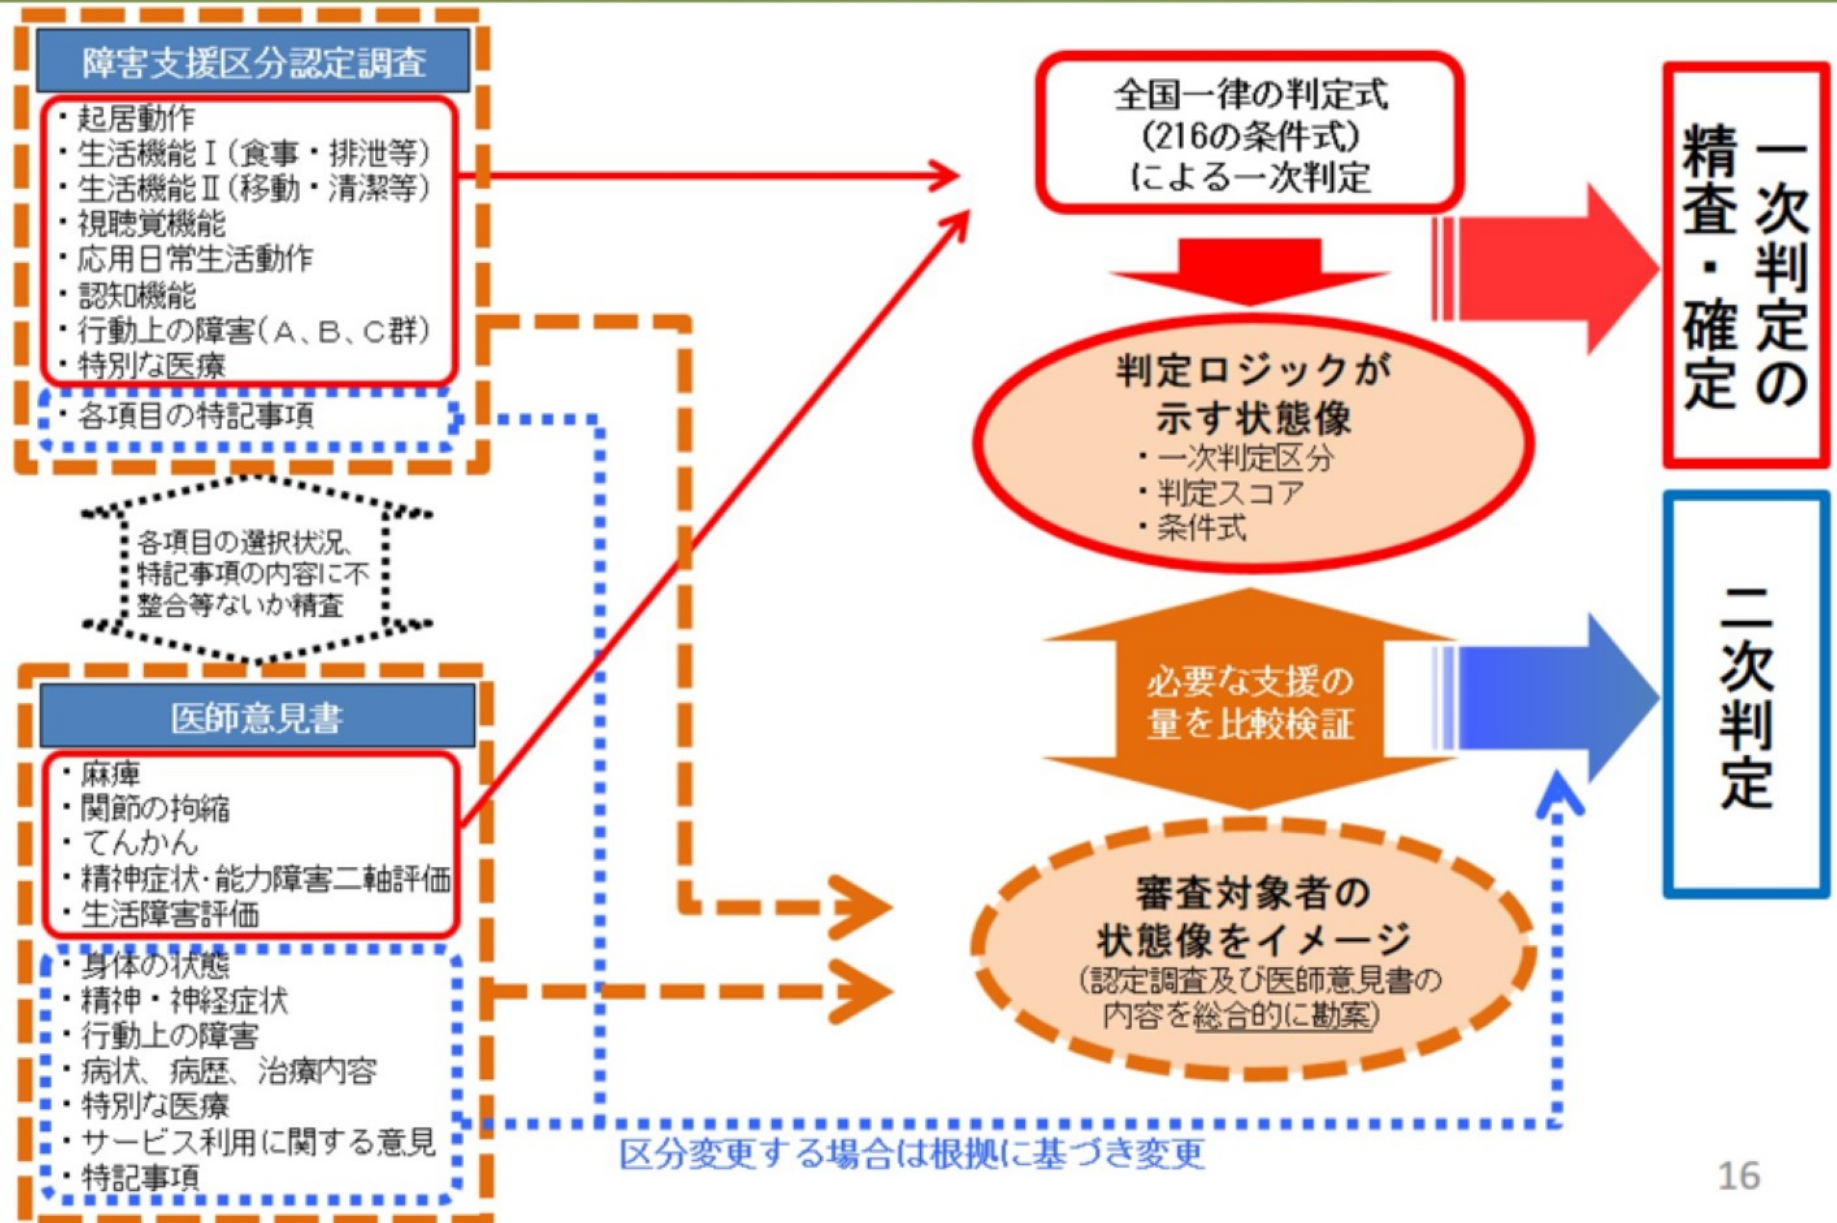 障害支援区分認定調査
・起居動作
・生活機能Ⅰ(食事・排泄等)
・生活機能Ⅱ(移動・清潔等)
・視聴覚機能
・応用日常生活動作
・認知機能
・行動上の障害(A、B、C群)
・特別な医療
・各項目の特記事項
各項目の選択状況、
特記事項の内容に不
整合等ないか精査
医師意見書
・麻痺
・関節の拘縮
・てんかん
・精神症状・能力障害二軸評価
・生活障害評価
・身体の状態
・精神・神経症状
・行動上の障害
・病状、病歴、治療内容
・特別な医療
・サービス利用に関する意見
・特記事項
全国一律の判定式
(216の条件式)
による一次判定
判定ロジックが
示す状態像
・一次判定区分
・判定スコア
・条件式
必要な支援の
量を比較検証
審査対象者の
状態像をイメージ
(認定調査及び医師意見書の
内容を総合的に勘案)
区分変更する場合は根拠に基づき変更
一次判定の
精査・確定
二次判定
16